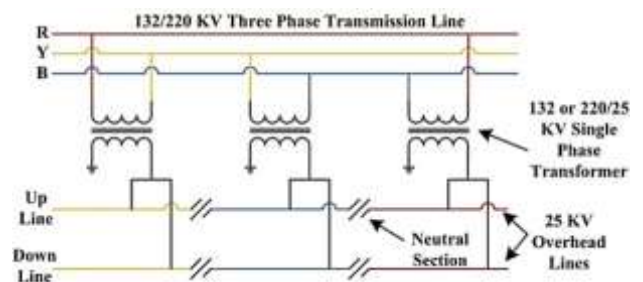 132/220 KV Three Phase Transmission Line
R
Y
B
132 or 220/25
KV Single
Phase
Transformer
Up
Line
Neutral
Section
25 KV
Overhead
Lines
Down
Line